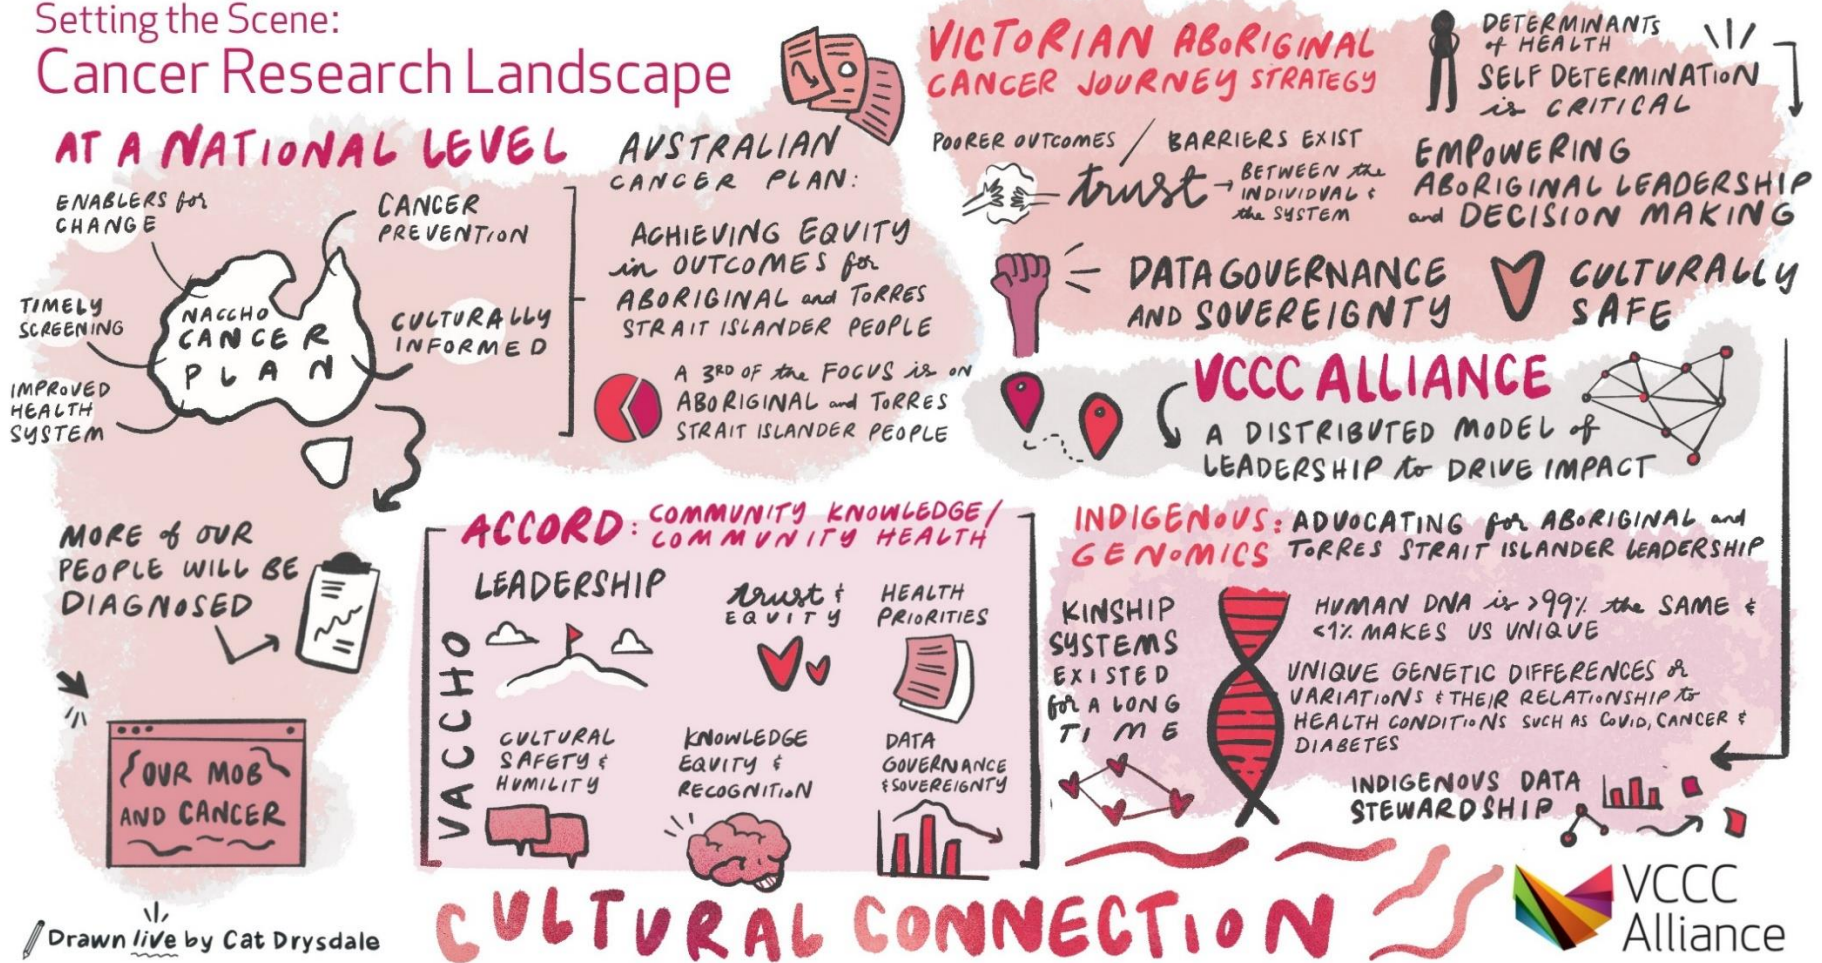 Setting the Scene:
Cancer Research Landscape
AT A NATIONAL LEVEL
ENABLERS for
CHANGE
CANCER
PREVENTION
TIMELY
SCREENING
NACCHO
CANCER
PLAN
CULTURALLY
INFORMED
IMPROVED
HEALTH
SYSTEM
AUSTRALIAN
CANCER PLAN:
ACHIEVING EQUITY
in OUTCOMES for
ABORIGINAL and TORRES
STRAIT ISLANDER PEOPLE
A 3RD OF the FOCUS is ON
ABORIGINAL and TORRES
STRAIT ISLANDER PEOPLE
MORE of OUR
PEOPLE WILL BE
DIAGNOSED
OUR MOB
AND CANCER
VICTORIAN ABORIGINAL
CANCER JOURNEY STRATEGY
POORER OUTCOMES / BARRIERS EXIST
trust → BETWEEN the
INDIVIDUAL &
the SYSTEM
DETERMINANTS
of HEALTH
SELF DETERMINATION
is CRITICAL
EMPOWERING
ABORIGINAL LEADERSHIP
and DECISION MAKING
DATA GOVERNANCE
AND SOVEREIGNTY
CULTURALLY
SAFE
VCCC ALLIANCE
A DISTRIBUTED MODEL of
LEADERSHIP to DRIVE IMPACT
ACCORD: COMMUNITY KNOWLEDGE/
COMMUNITY HEALTH
VACCHO
LEADERSHIP
trust &
EQUITY
HEALTH
PRIORITIES
CULTURAL
SAFETY &
HUMILITY
KNOWLEDGE
EQUITY &
RECOGNITION
DATA
GOVERNANCE
& SOVEREIGNTY
INDIGENOUS:
GENOMICS
ADVOCATING for ABORIGINAL and
TORRES STRAIT ISLANDER LEADERSHIP
KINSHIP
SYSTEMS
EXISTED
for A LONG
TIME
HUMAN DNA is >99% the SAME &
<1% MAKES US UNIQUE
UNIQUE GENETIC DIFFERENCES or
VARIATIONS & THEIR RELATIONSHIP to
HEALTH CONDITIONS SUCH AS COVID, CANCER &
DIABETES
INDIGENOUS DATA
STEWARDSHIP
CULTURAL CONNECTION
Drawn live by Cat Drysdale
VCCC
Alliance